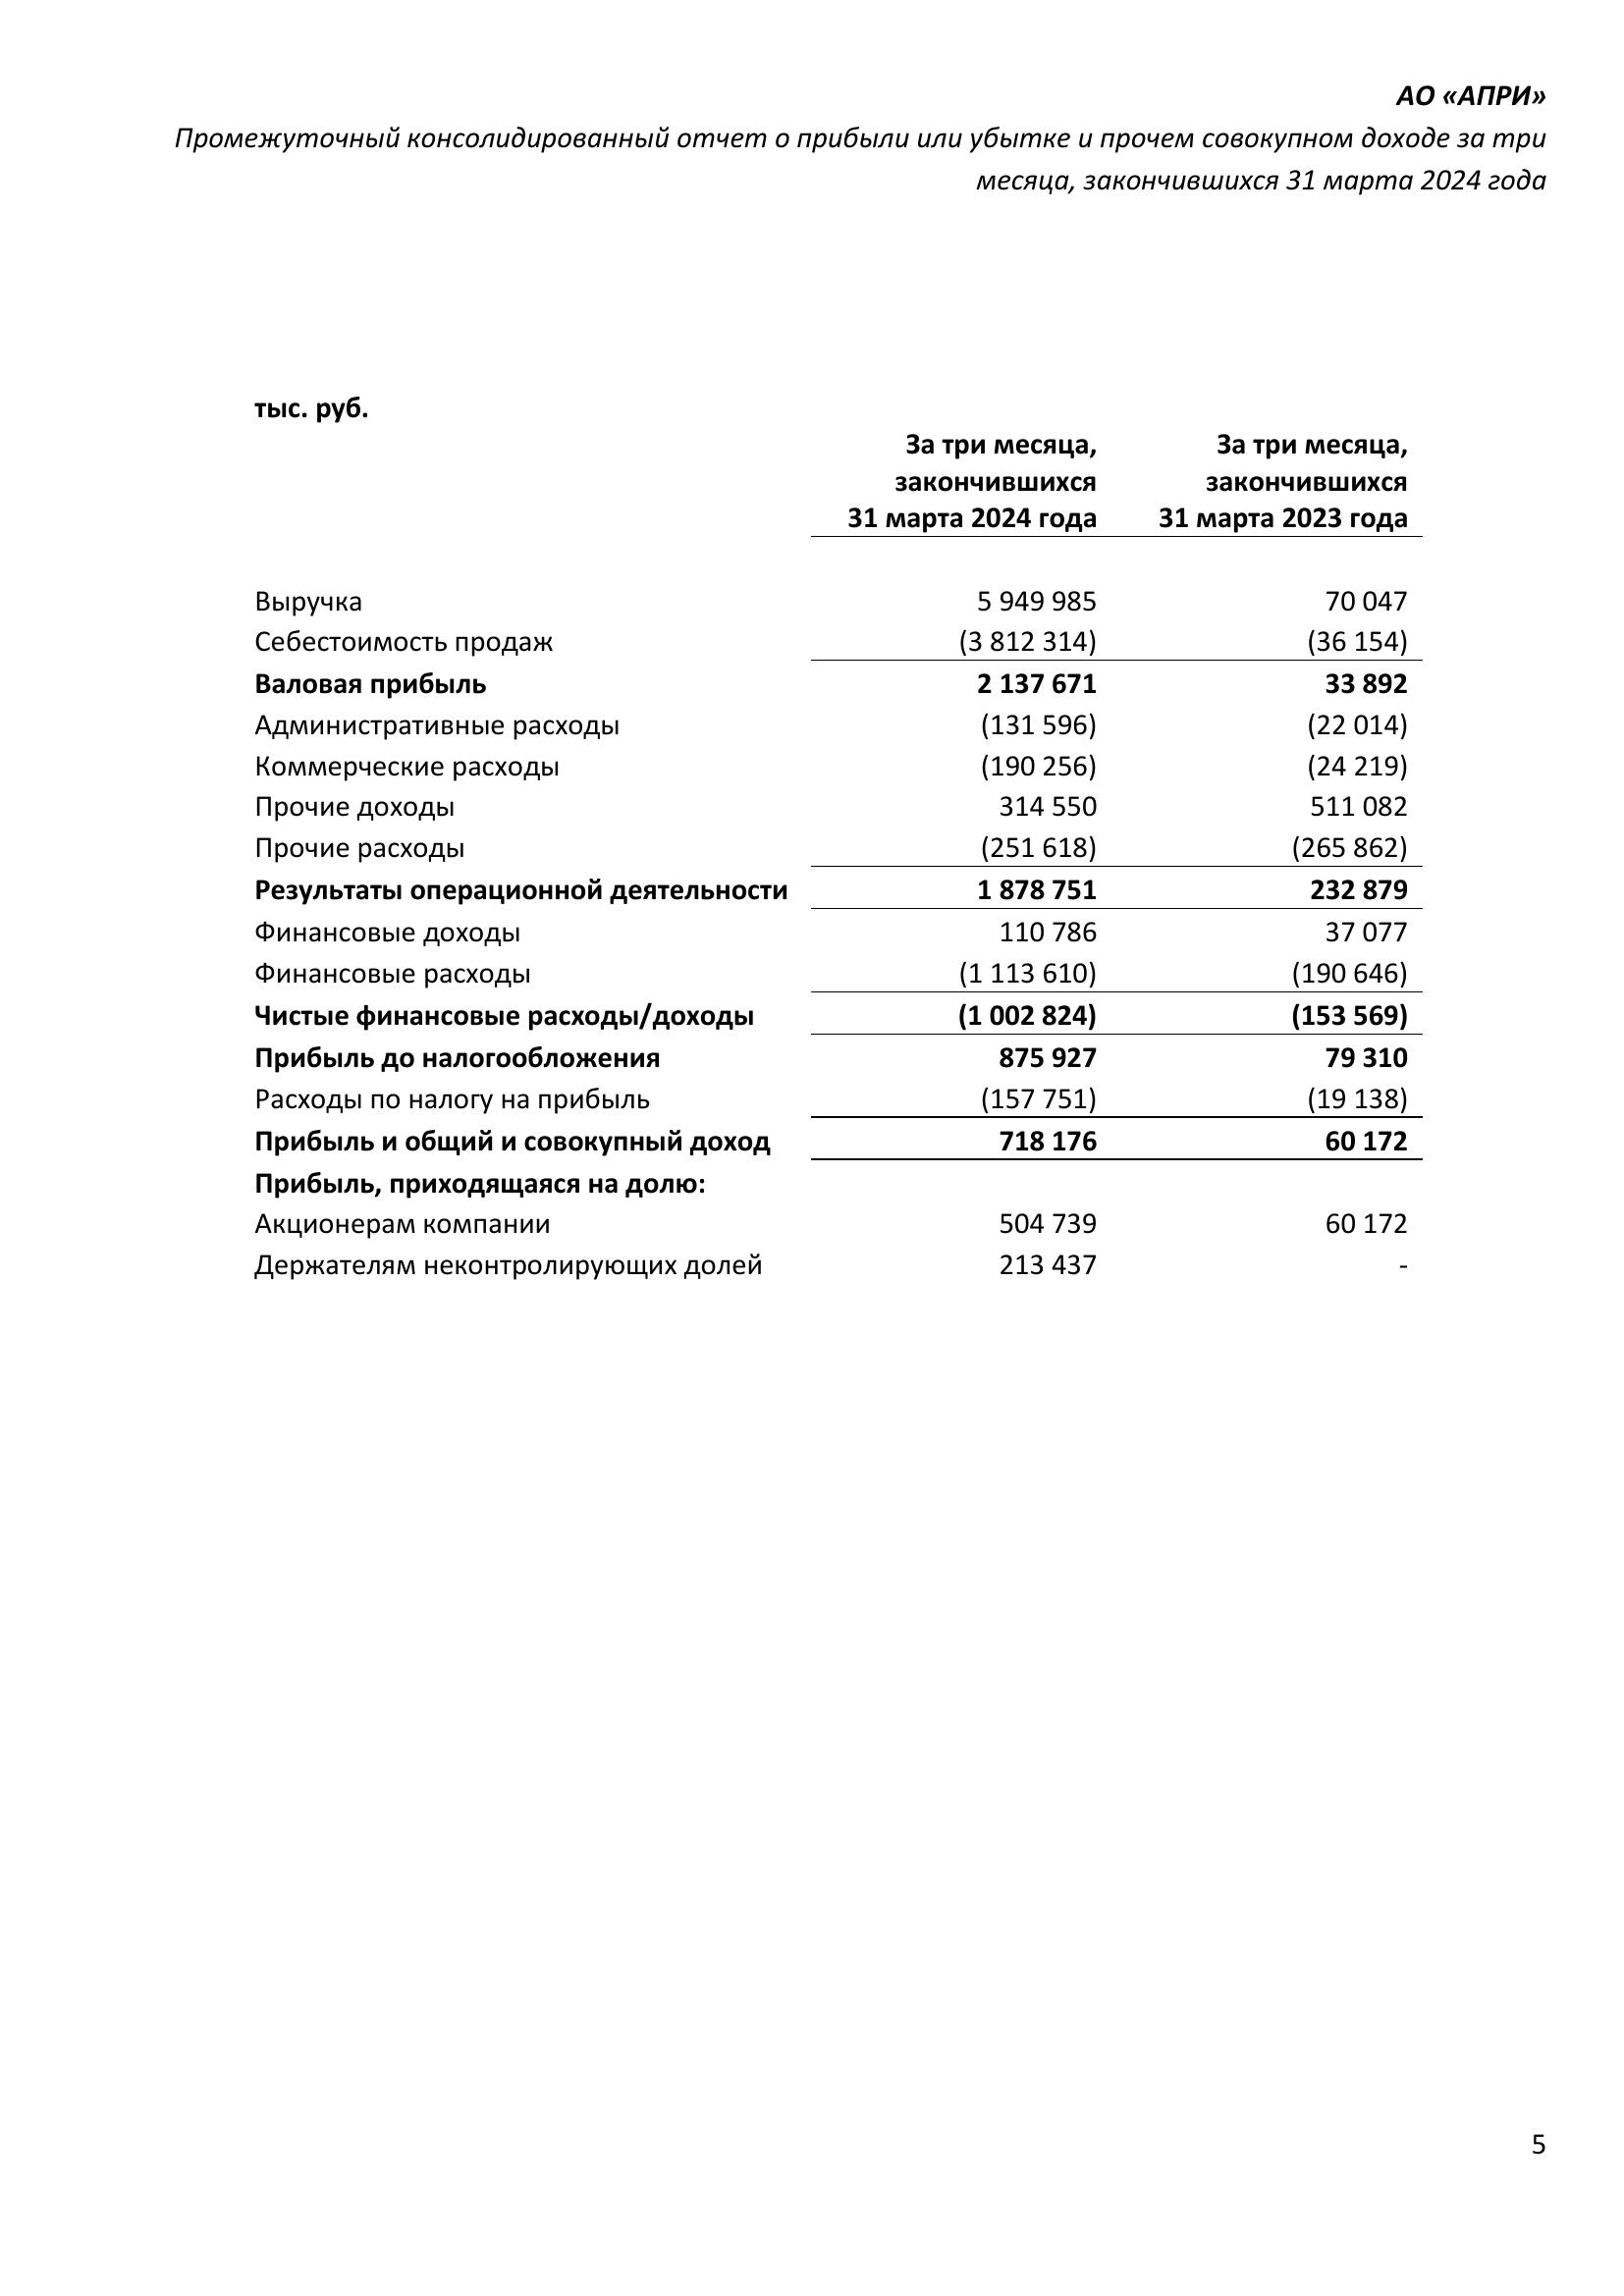 АО «АПРИ»
Промежуточный консолидированный отчет о прибыли или убытке и прочем совокупном доходе за три
месяца, закончившихся 31 марта 2024 года
тыс. руб.
За три месяца, За три месяца,
закончившихся закончившихся
31 марта 2024 года 31 марта 2023 года
Выручка 5 949 985 70 047
Себестоимость продаж (3 812 314) (36 154)
Валовая прибыль 2 137 671 33 892
Административные расходы (131 596) (22 014)
Коммерческие расходы (190 256) (24 219)
Прочие доходы 314 550 511 082
Прочие расходы (251 618) (265 862)
Результаты операционной деятельности 1 878 751 232 879
Финансовые доходы 110 786 37 077
Финансовые расходы (1 113 610) (190 646)
Чистые финансовые расходы/доходы (1 002 824) (153 569)
Прибыль до налогообложения 875 927 79 310
Расходы по налогу на прибыль (157 751) (19 138)
Прибыль и общий и совокупный доход 718 176 60 172
Прибыль, приходящаяся на долю:
Акционерам компании 504 739 60 172
Держателям неконтролирующих долей 213 437 -
5